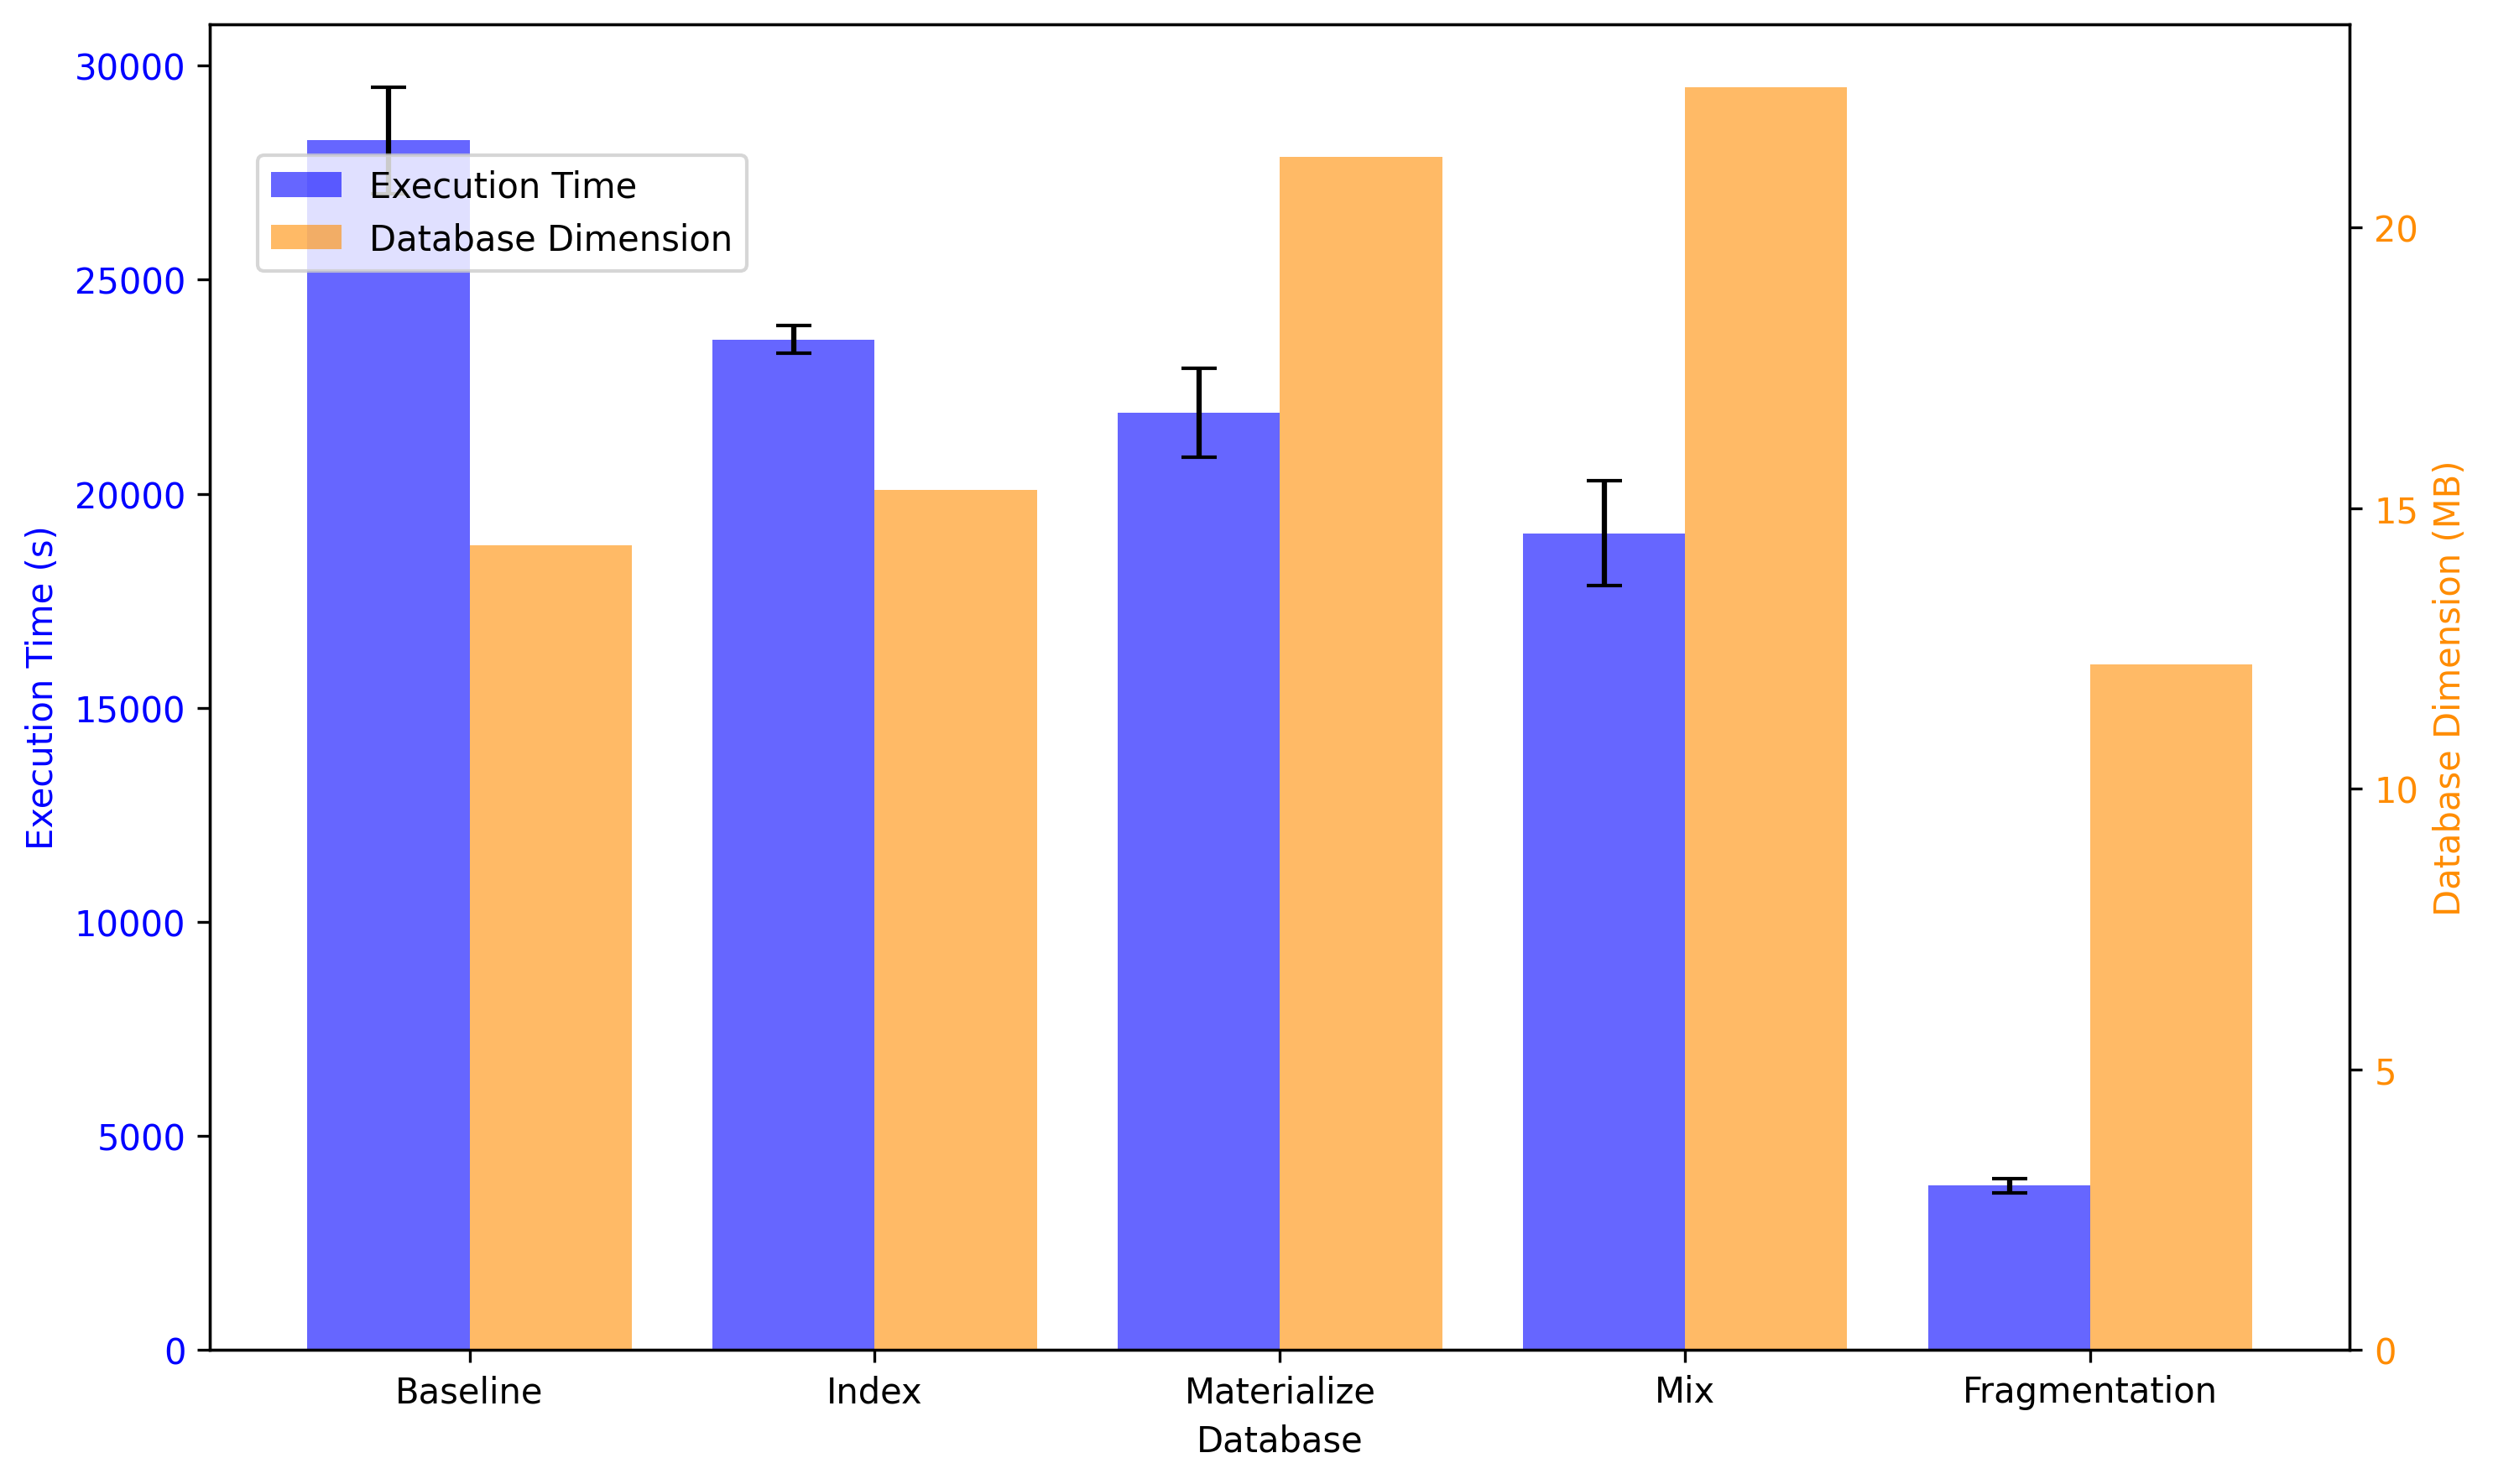 Execution Time
Database Dimension
Execution Time (s)
30000
25000
20000
15000
10000
5000
0
Database Dimension (MB)
20
15
10
5
0
Baseline Index Materialize Mix Fragmentation
Database